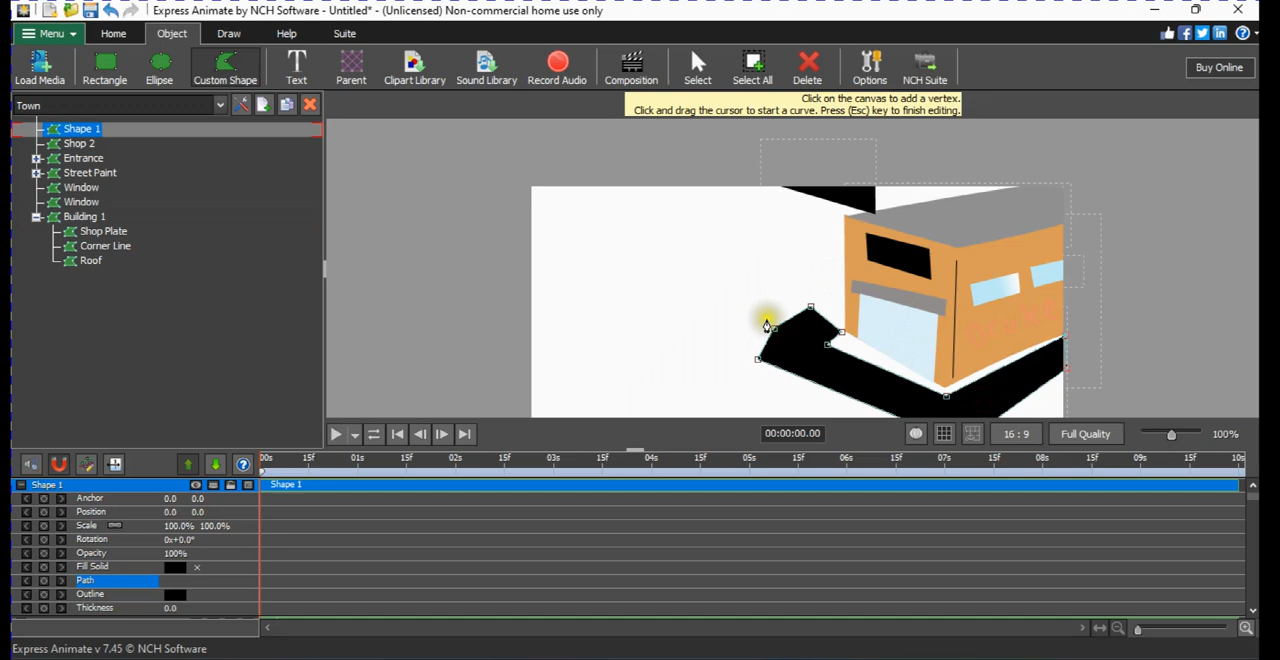 Express Animate by NCH Software - Untitled* - (Unlicensed) Non-commercial home use only
Menu Home Object Draw Help Suite
Load Media Rectangle Ellipse Custom Shape Text Parent Clipart Library Sound Library Record Audio Composition Select Select All Delete Options NCH Suite Buy Online
Town
Click on the canvas to add a vertex.
Click and drag the cursor to start a curve. Press (Esc) key to finish editing.
Shape 1
Shop 2
Entrance
Street Paint
Window
Window
Building 1
Shop Plate
Corner Line
Roof
00:00:00.00 16 : 9 Full Quality 100%
00s 15f 01s 15f 02s 15f 03s 15f 04s 15f 05s 15f 06s 15f 07s 15f 08s 15f 09s 15f 10s
Shape 1 Shape 1
Anchor 0.0 0.0
Position 0.0 0.0
Scale 100.0% 100.0%
Rotation 0x+0.0°
Opacity 100%
Fill Solid
Path
Outline
Thickness 0.0
Express Animate v 7.45 © NCH Software